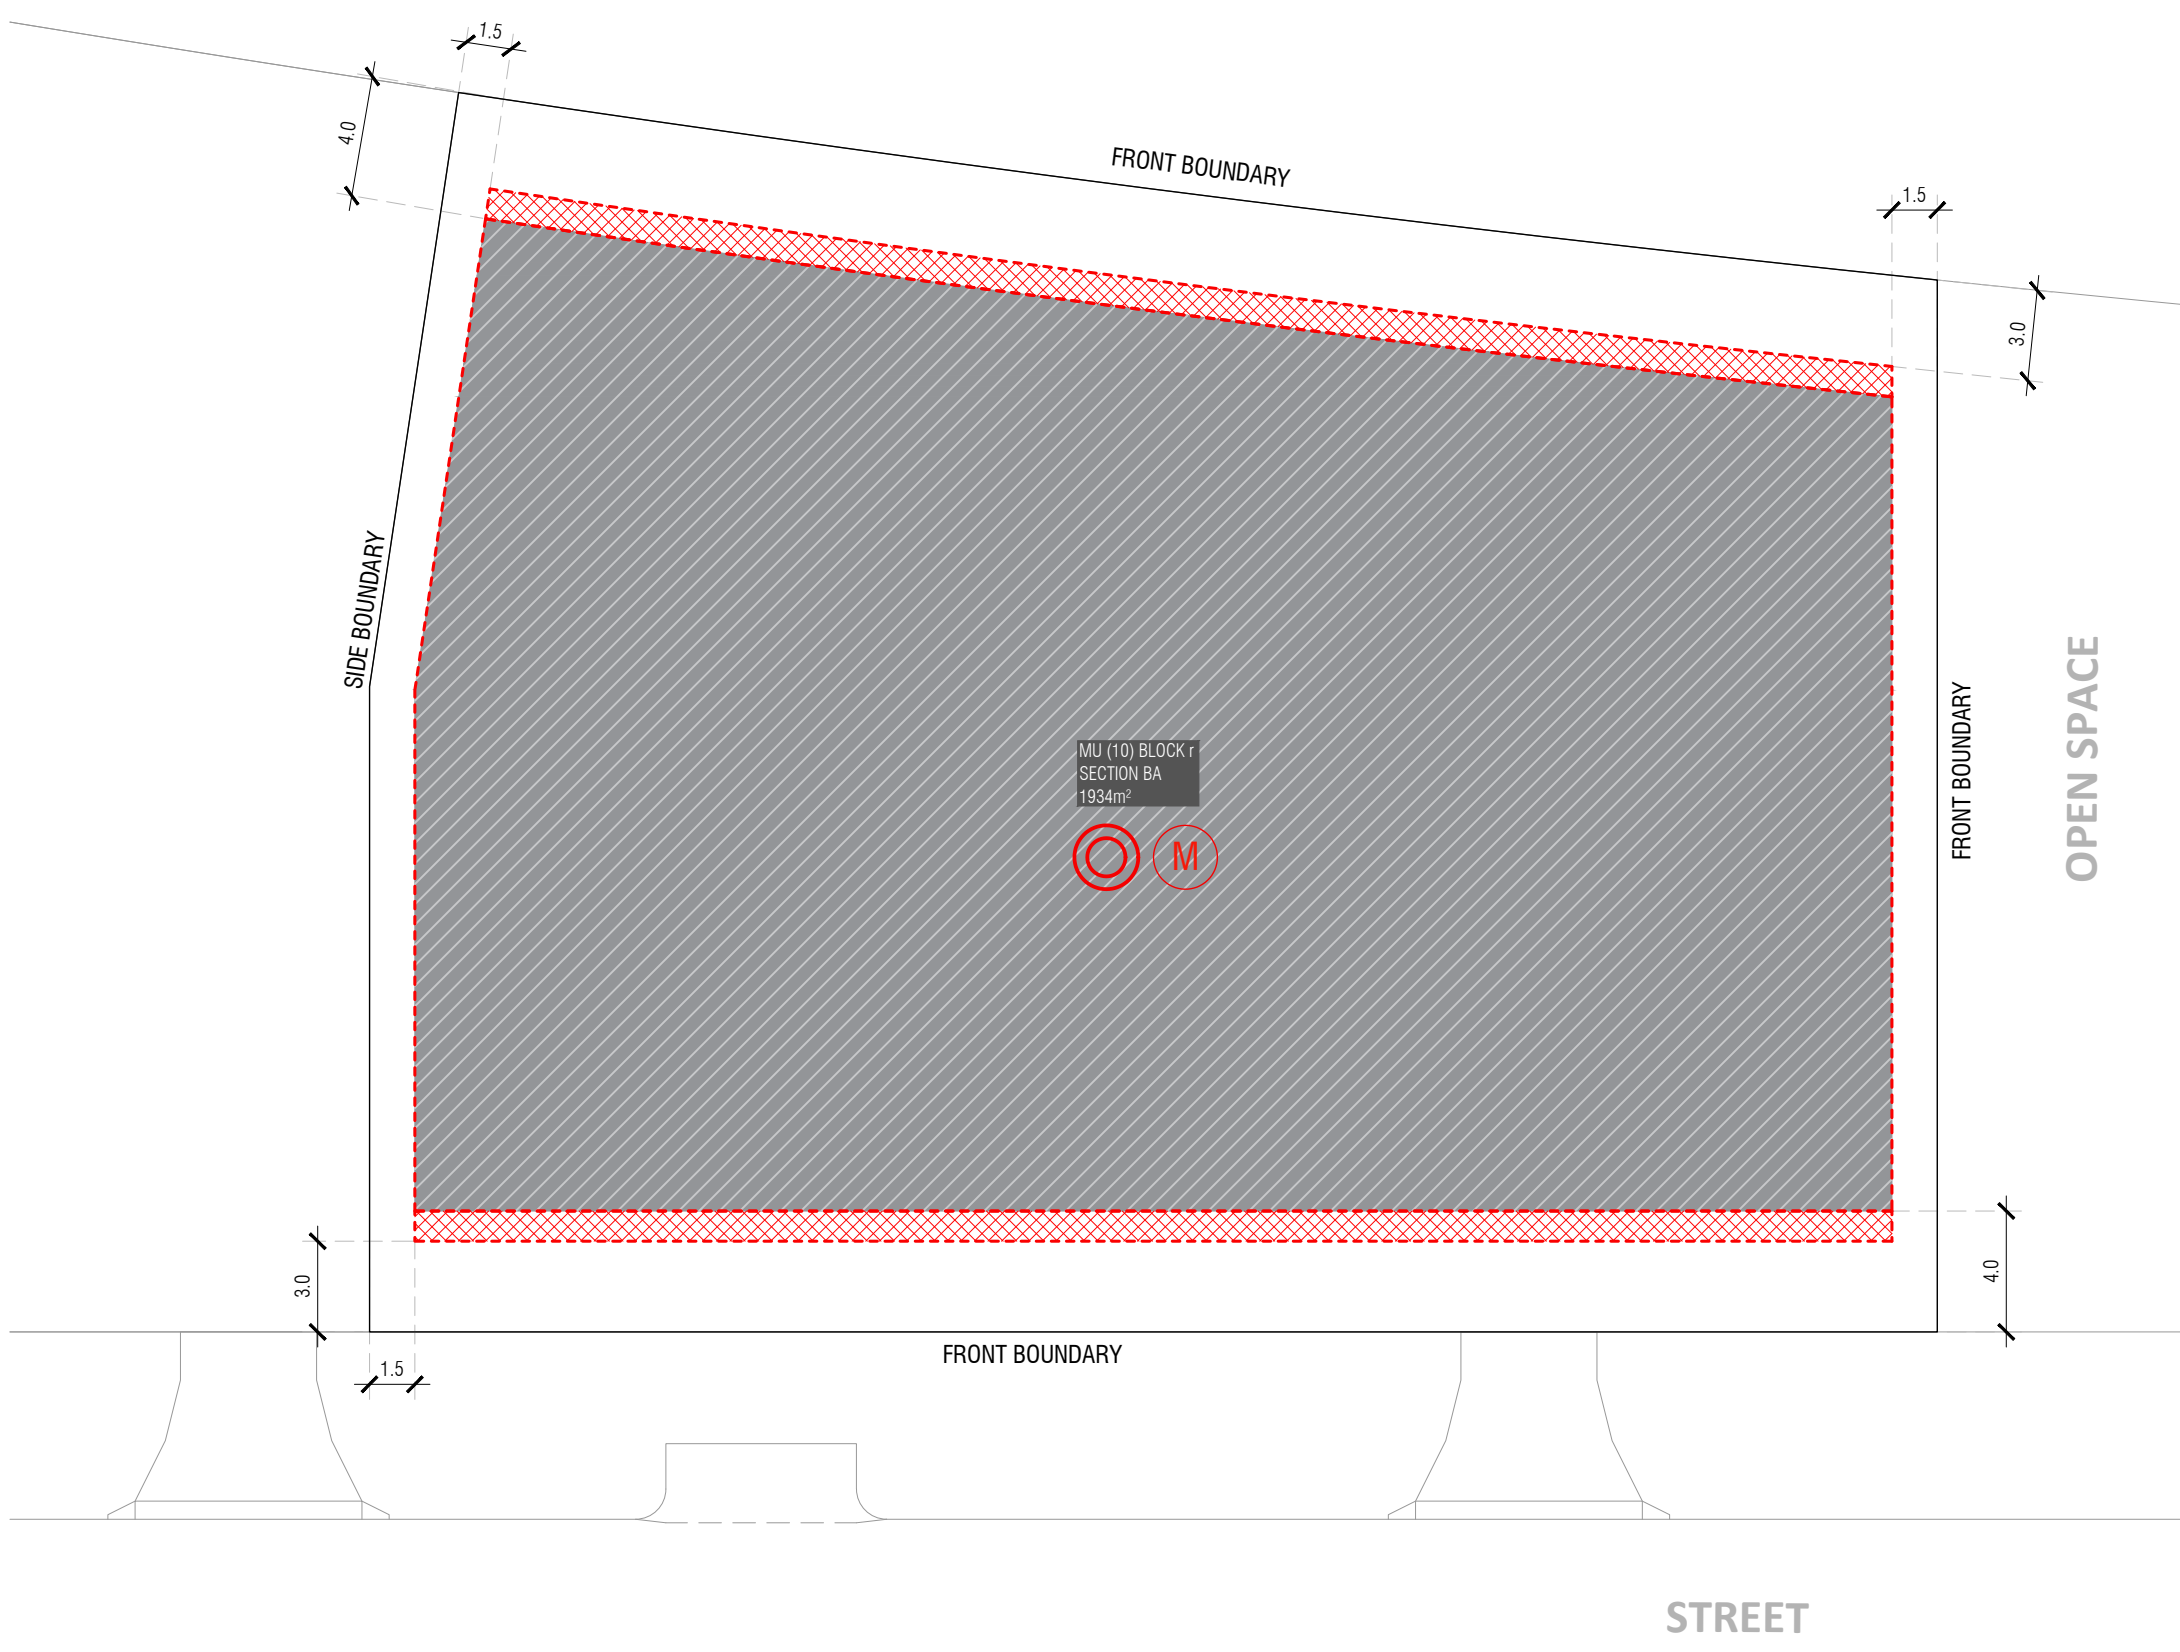 1.5
4.0
FRONT BOUNDARY
1.5
3.0
SIDE BOUNDARY
MU (10) BLOCK r
SECTION BA
1934m²
M
FRONT BOUNDARY
OPEN SPACE
3.0
4.0
FRONT BOUNDARY
1.5
STREET